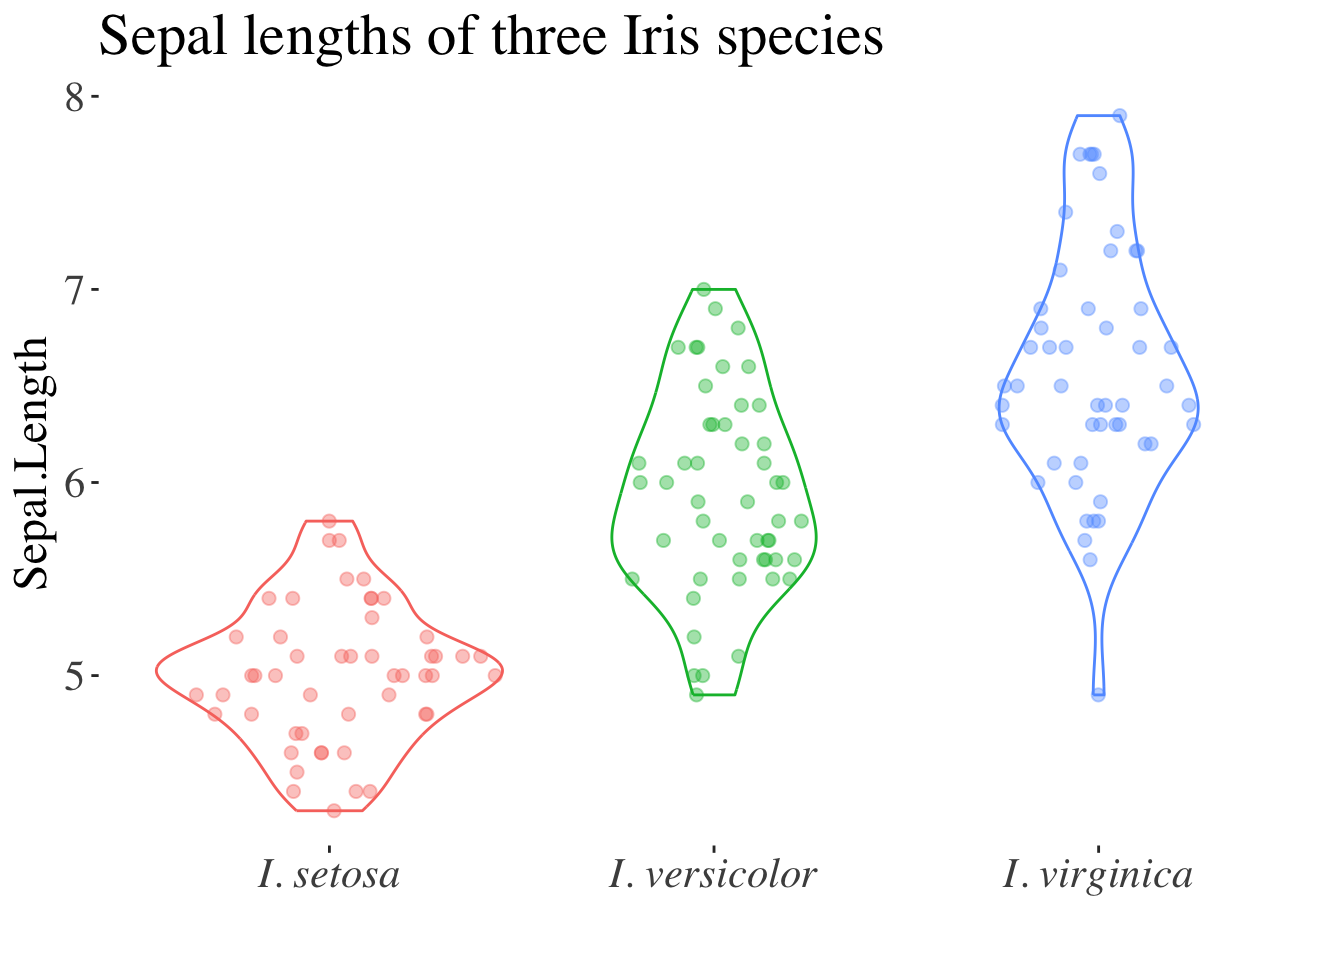 Sepal lengths of three Iris species
8
7
6
5
Sepal.Length
I. setosa
I. versicolor
I. virginica